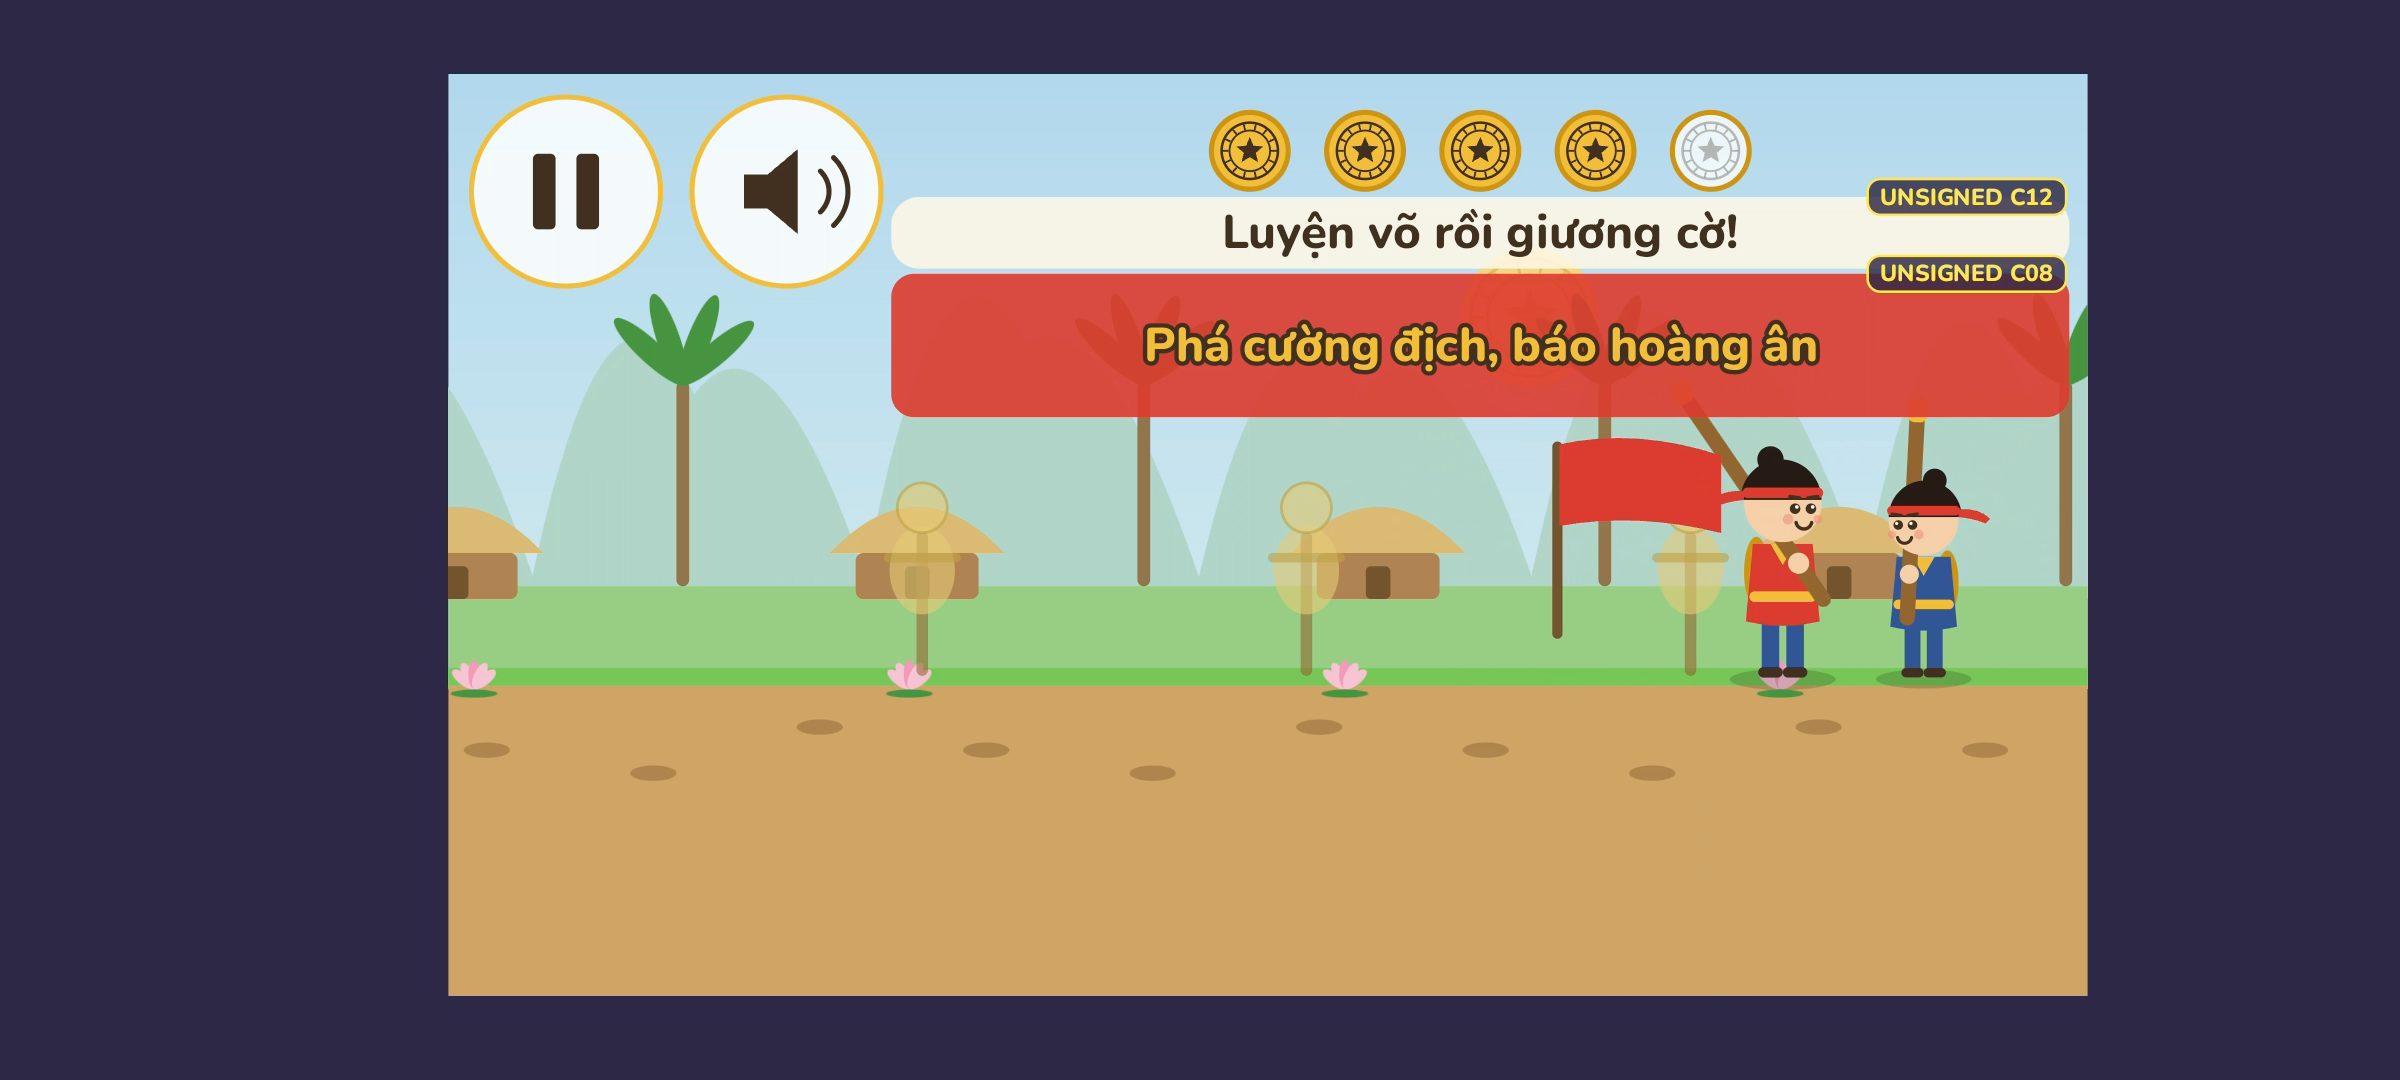 UNSIGNED C12
Luyện võ rồi giương cờ!
UNSIGNED C08
Phá cường địch, báo hoàng ân